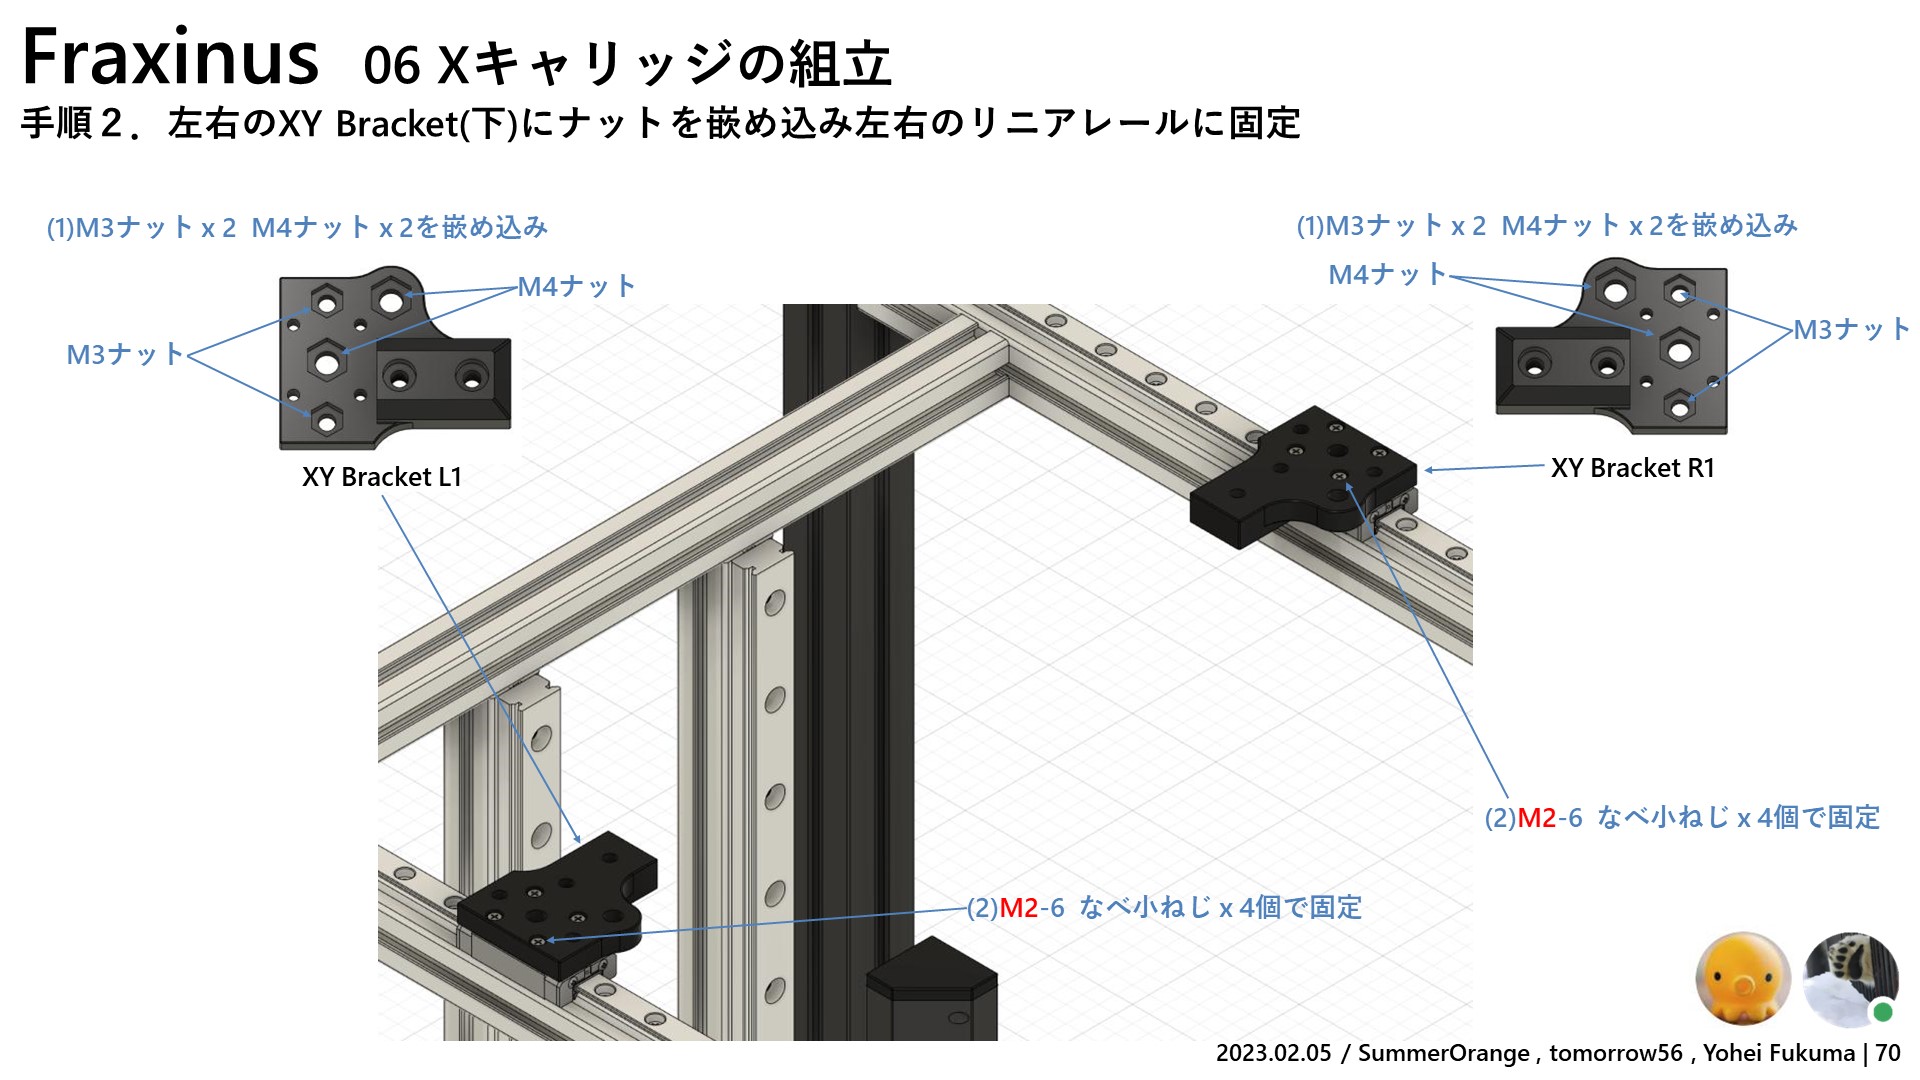 Fraxinus 06 Xキャリッジの組立
手順２．左右のXY Bracket(下)にナットを嵌め込み左右のリニアレールに固定
(1)M3ナット x 2 M4ナット x 2を嵌め込み
M4ナット
M3ナット
XY Bracket L1
(1)M3ナット x 2 M4ナット x 2を嵌め込み
M4ナット
M3ナット
XY Bracket R1
(2)M2-6 なべ小ねじ x 4個で固定
(2)M2-6 なべ小ねじ x 4個で固定
2023.02.05 / SummerOrange , tomorrow56 , Yohei Fukuma | 70